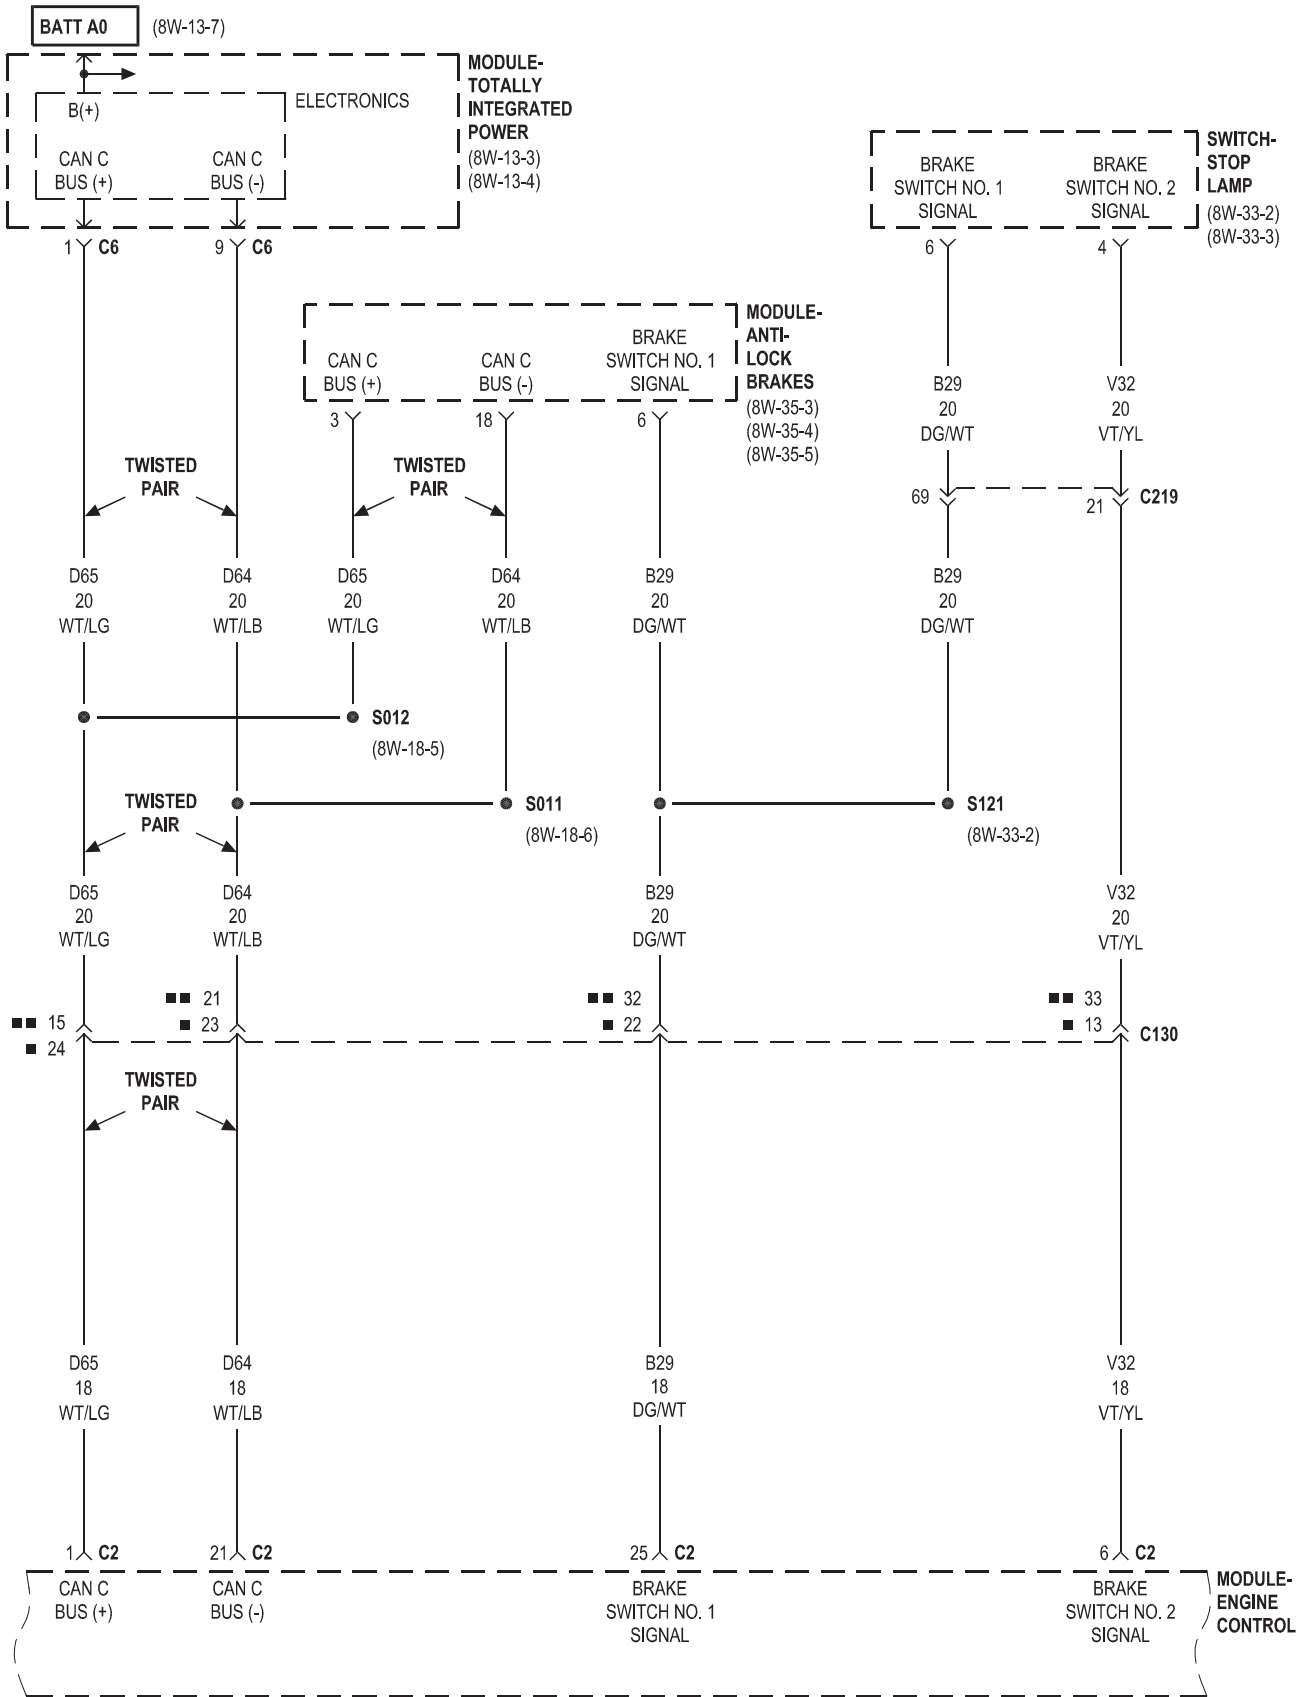 BATT A0 (8W-13-7)
MODULE-
TOTALLY
INTEGRATED
POWER
(8W-13-3)
(8W-13-4)
ELECTRONICS
B(+)
CAN C
BUS (+)
CAN C
BUS (-)
1 C6
9 C6
SWITCH-
STOP
LAMP
(8W-33-2)
(8W-33-3)
BRAKE
SWITCH NO. 1
SIGNAL
BRAKE
SWITCH NO. 2
SIGNAL
6
4
MODULE-
ANTI-
LOCK
BRAKES
(8W-35-3)
(8W-35-4)
(8W-35-5)
CAN C
BUS (+)
CAN C
BUS (-)
BRAKE
SWITCH NO. 1
SIGNAL
3
18
6
B29
20
DG/WT
V32
20
VT/YL
TWISTED
PAIR
TWISTED
PAIR
69
21
C219
D65
20
WT/LG
D64
20
WT/LB
D65
20
WT/LG
D64
20
WT/LB
B29
20
DG/WT
B29
20
DG/WT
S012
(8W-18-5)
TWISTED
PAIR
S011
(8W-18-6)
S121
(8W-33-2)
D65
20
WT/LG
D64
20
WT/LB
B29
20
DG/WT
V32
20
VT/YL
■■ 15
■ 24
■■ 21
■ 23
■■ 32
■ 22
■■ 33
■ 13
C130
TWISTED
PAIR
D65
18
WT/LG
D64
18
WT/LB
B29
18
DG/WT
V32
18
VT/YL
1 C2
21 C2
25 C2
6 C2
CAN C
BUS (+)
CAN C
BUS (-)
BRAKE
SWITCH NO. 1
SIGNAL
BRAKE
SWITCH NO. 2
SIGNAL
MODULE-
ENGINE
CONTROL